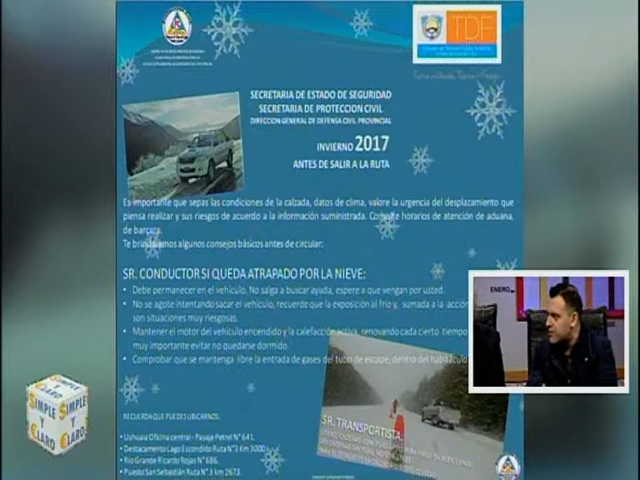 TDF
SECRETARIA DE ESTADO DE SEGURIDAD
SECRETARIA DE PROTECCION CIVIL
DIRECCION GENERAL DE DEFENSA CIVIL PROVINCIAL
INVIERNO 2017
ANTES DE SALIR A LA RUTA
Es importante que sepas las condiciones de la calzada, datos de clima, valore la urgencia del desplazamiento que
piensa realizar y sus riesgos de acuerdo a la información suministrada. Consulte horarios de atención de aduana,
de barcaza.
Te brindamos algunos consejos básicos antes de circular:
SR. CONDUCTOR SI QUEDA ATRAPADO POR LA NIEVE:
• Debe permanecer en el vehículo. No salga a buscar ayuda, espere a que vengan por usted.
• No se agote intentando sacar el vehículo, recuerde que la exposición al frio y, sumada a la acción
son situaciones muy riesgosas.
• Mantener el motor del vehículo encendido y la calefacción activa, renovando cada cierto tiempo
muy importante evitar no quedarse dormido.
• Comprobar que se mantenga libre la entrada de gases del tubo de escape, dentro del habitáculo
ENERO
SR. TRANSPORTISTA:
RECUERDA QUE PUEDES UBICARNOS:
• Ushuaia Oficina central - Pasaje Petrel N° 641.
• Destacamento Lago Escondido Ruta N°3 km 3000
• Rio Grande Ricardo Rojas N° 686.
• Puesto San Sebastián Ruta N°3 km 2673.
SIMPLE
Y
CLARO